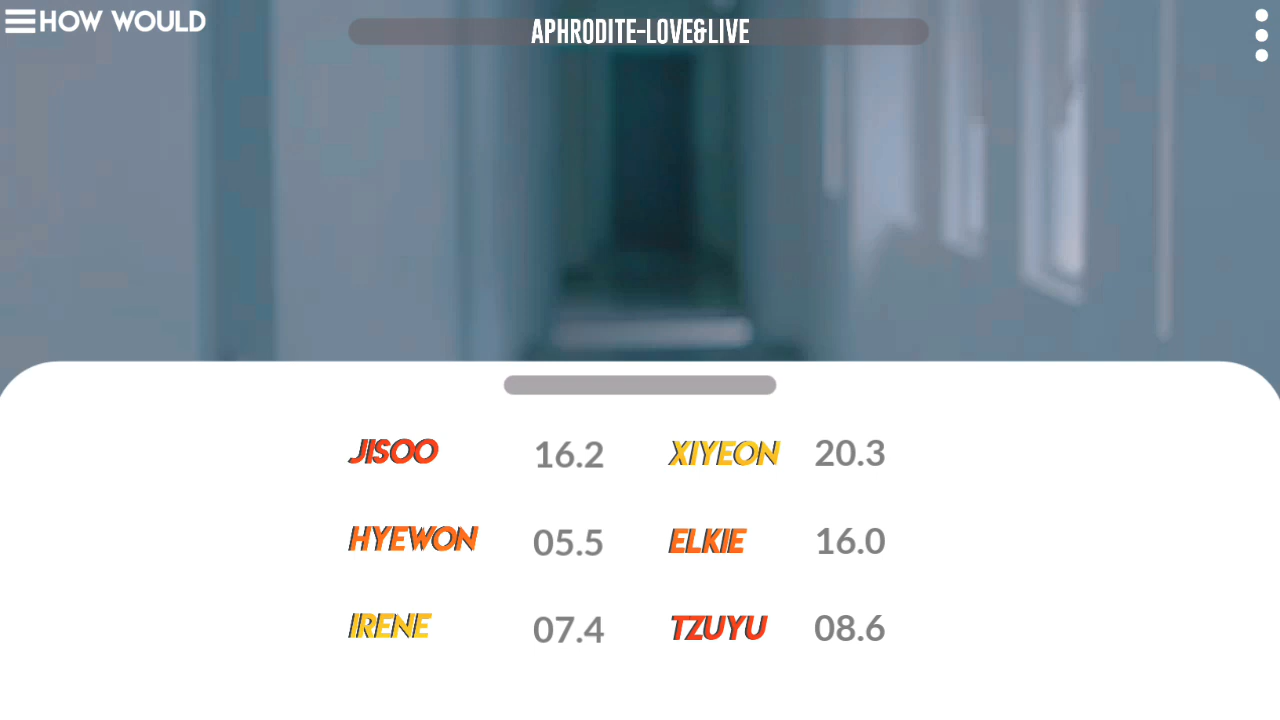 HOW WOULD
APHRODITE-LOVE&LIVE
JISOO 16.2 XIYEON 20.3
HYEWON 05.5 ELKIE 16.0
IRENE 07.4 TZUYU 08.6